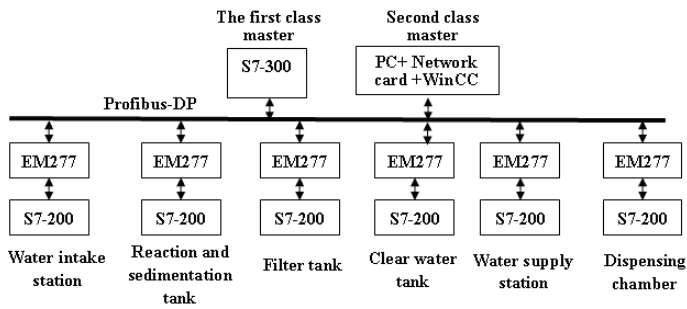 The first class
master
Second class
master
S7-300
PC+ Network
card +WinCC
Profibus-DP
EM277
EM277
EM277
EM277
EM277
EM277
S7-200
S7-200
S7-200
S7-200
S7-200
S7-200
Water intake
station
Reaction and
sedimentation
tank
Filter tank
Clear water
tank
Water supply
station
Dispensing
chamber